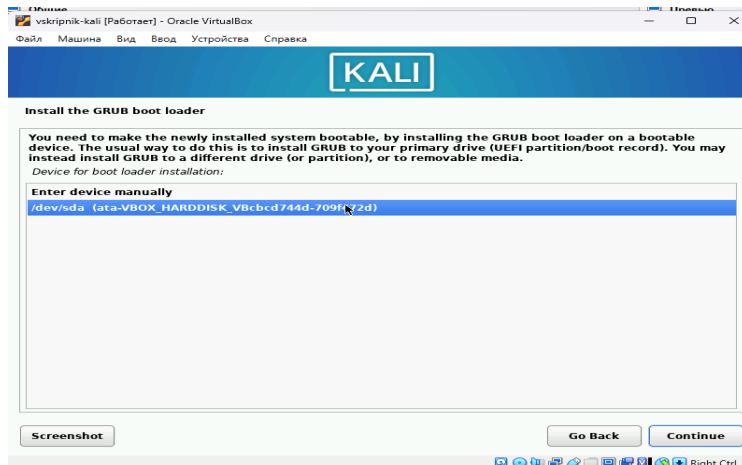 Общие Превью
vskripnik-kali [Работает] - Oracle VirtualBox
Файл Машина Вид Ввод Устройства Справка
KALI
Install the GRUB boot loader
You need to make the newly installed system bootable, by installing the GRUB boot loader on a bootable
device. The usual way to do this is to install GRUB to your primary drive (UEFI partition/boot record). You may
instead install GRUB to a different drive (or partition), or to removable media.
Device for boot loader installation:
Enter device manually
/dev/sda (ata-VBOX_HARDDISK_VBcbcd744d-709f 72d)
Screenshot Go Back Continue
Right Ctrl